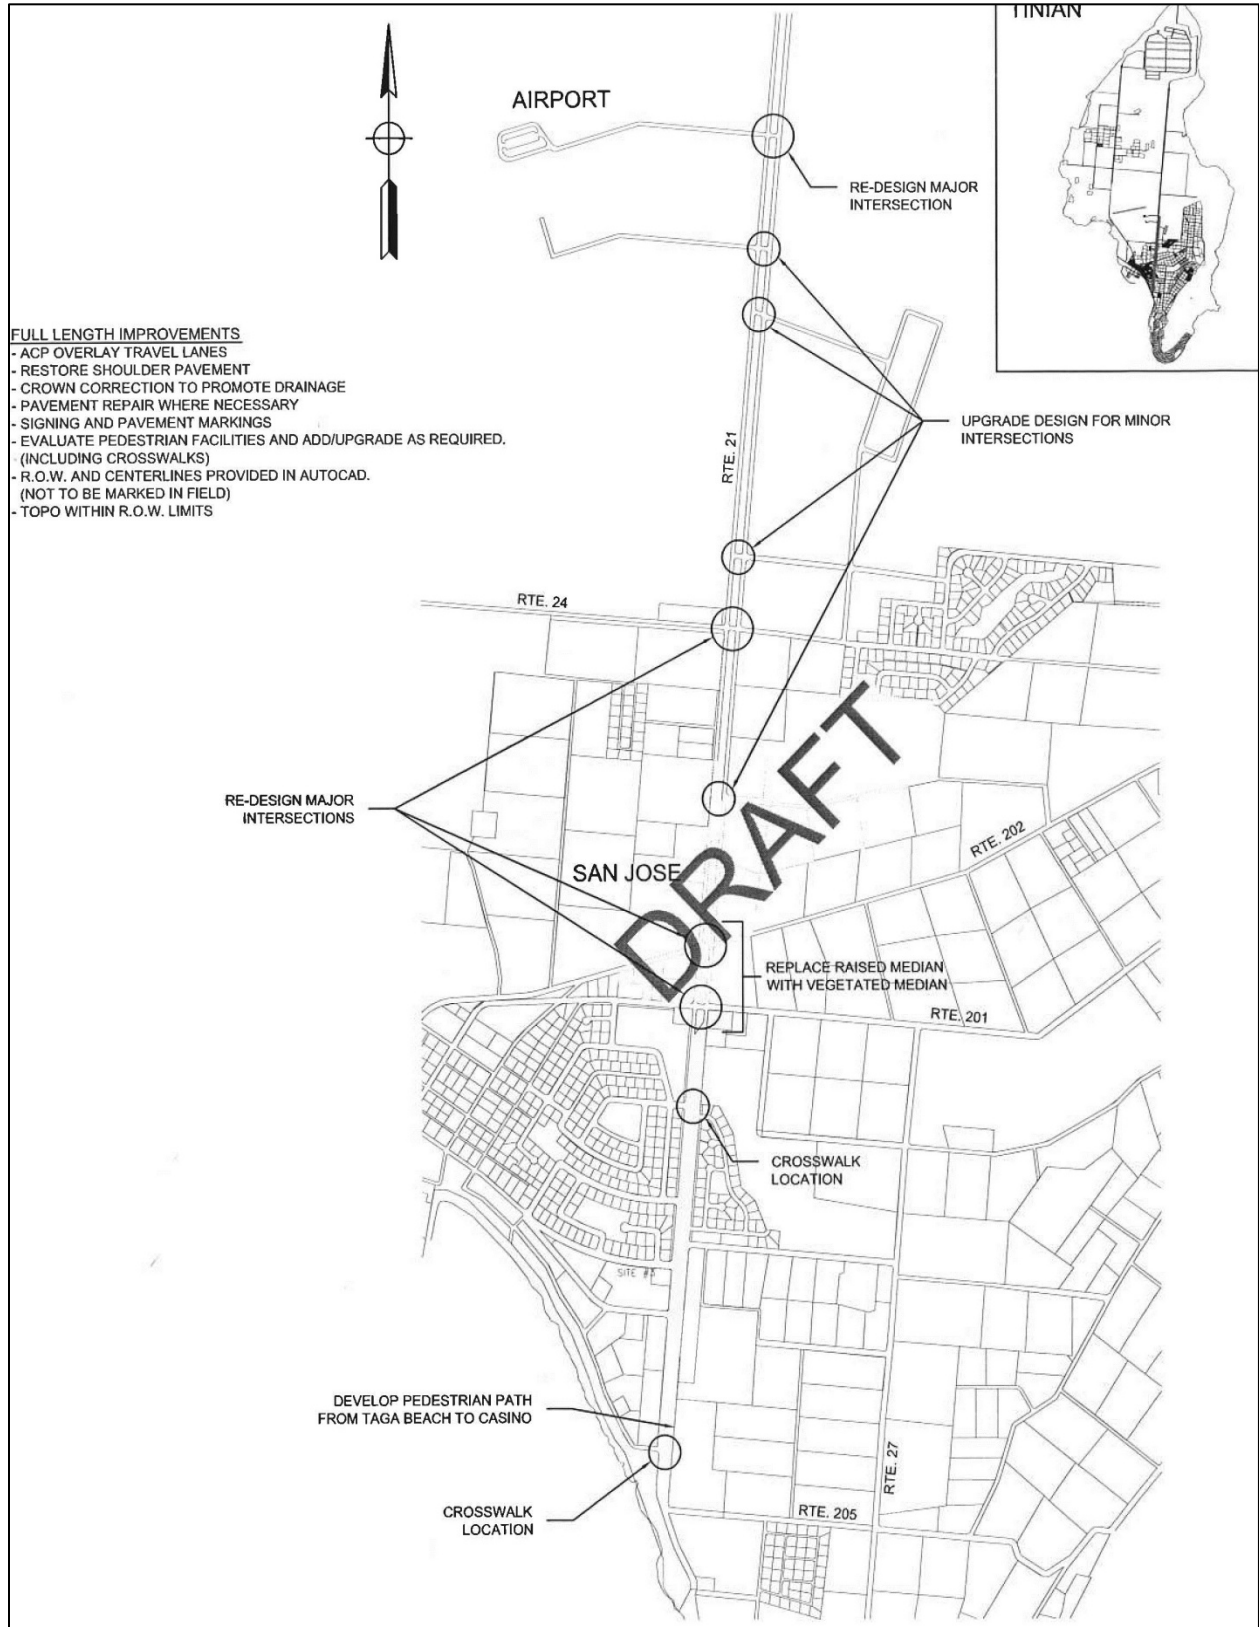 TINIAN
AIRPORT
RE-DESIGN MAJOR
INTERSECTION
FULL LENGTH IMPROVEMENTS
- ACP OVERLAY TRAVEL LANES
- RESTORE SHOULDER PAVEMENT
- CROWN CORRECTION TO PROMOTE DRAINAGE
- PAVEMENT REPAIR WHERE NECESSARY
- SIGNING AND PAVEMENT MARKINGS
- EVALUATE PEDESTRIAN FACILITIES AND ADD/UPGRADE AS REQUIRED.
(INCLUDING CROSSWALKS)
- R.O.W. AND CENTERLINES PROVIDED IN AUTOCAD.
(NOT TO BE MARKED IN FIELD)
- TOPO WITHIN R.O.W. LIMITS
RTE. 21
UPGRADE DESIGN FOR MINOR
INTERSECTIONS
RTE. 24
RE-DESIGN MAJOR
INTERSECTIONS
DRAFT
RTE. 202
SAN JOSE
REPLACE RAISED MEDIAN
WITH VEGETATED MEDIAN
RTE. 201
CROSSWALK
LOCATION
SITE
DEVELOP PEDESTRIAN PATH
FROM TAGA BEACH TO CASINO
RTE. 27
CROSSWALK
LOCATION
RTE. 205